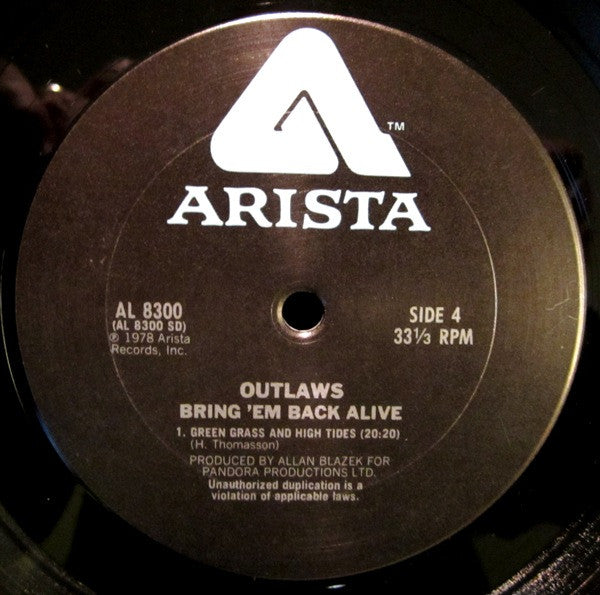 TM
ARISTA
AL 8300
(AL 8300 SD)
℗ 1978 Arista
Records, Inc.
SIDE 4
33⅓ RPM
OUTLAWS
BRING 'EM BACK ALIVE
1. GREEN GRASS AND HIGH TIDES (20:20)
(H. Thomasson)
PRODUCED BY ALLAN BLAZEK FOR
PANDORA PRODUCTIONS LTD.
Unauthorized duplication is a
violation of applicable laws.